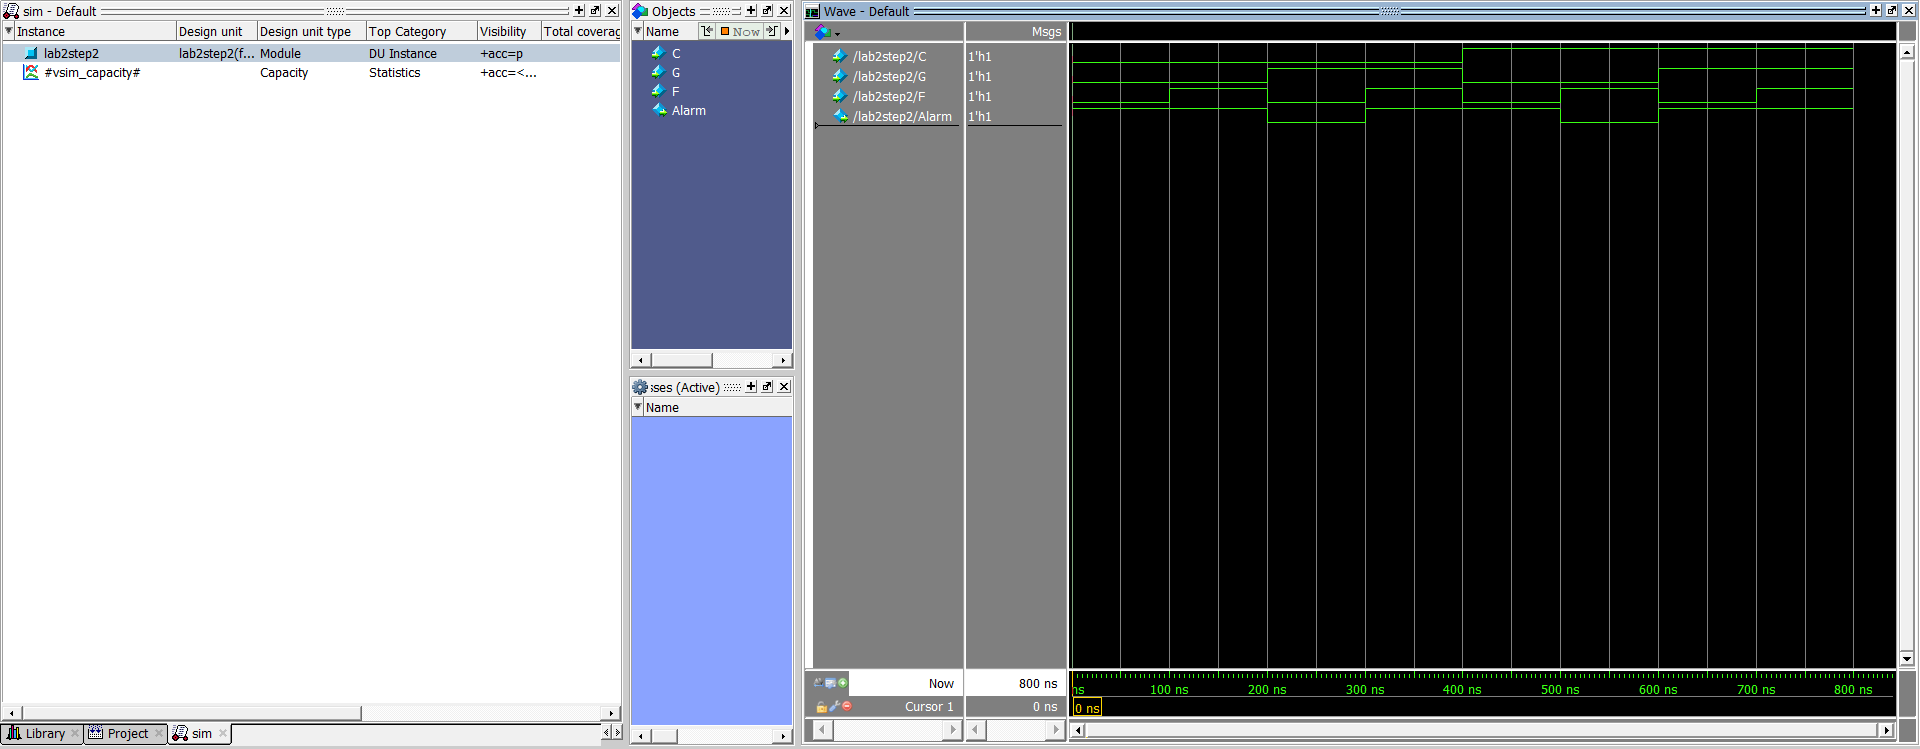 sim - Default
Instance Design unit Design unit type Top Category Visibility Total coverag
lab2step2 lab2step2(f... Module DU Instance +acc=p
#vsim_capacity# Capacity Statistics +acc=<...
Library Project sim
Objects
Name Now
C
G
F
Alarm
sses (Active)
Name
Wave - Default
Msgs
/lab2step2/C 1'h1
/lab2step2/G 1'h1
/lab2step2/F 1'h1
/lab2step2/Alarm 1'h1
Now 800 ns
ns 100 ns 200 ns 300 ns 400 ns 500 ns 600 ns 700 ns 800 ns
Cursor 1 0 ns
0 ns